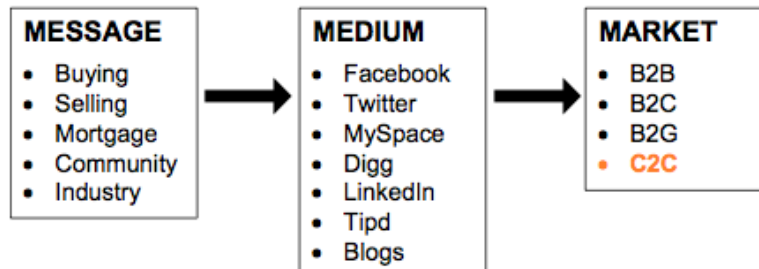 MESSAGE
• Buying
• Selling
• Mortgage
• Community
• Industry
MEDIUM
• Facebook
• Twitter
• MySpace
• Digg
• LinkedIn
• Tipd
• Blogs
MARKET
• B2B
• B2C
• B2G
• C2C